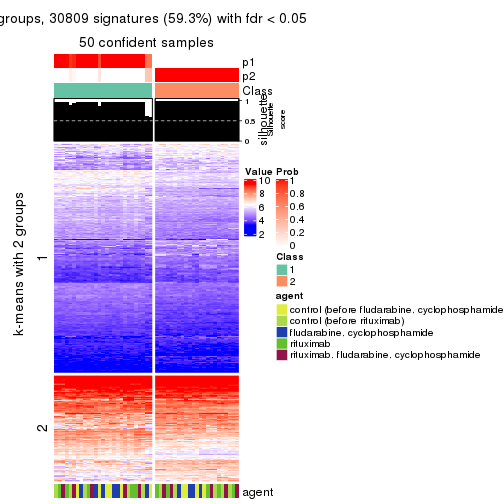 groups, 30809 signatures (59.3%) with fdr < 0.05
50 confident samples
p1
p2
Class
silhouette
Silhouette
score
1
0.5
0
k-means with 2 groups
1
2
Value
10
8
6
4
2
Prob
1
0.8
0.6
0.4
0.2
0
Class
1
2
agent
control (before fludarabine. cyclophosphamide
control (before rituximab)
fludarabine. cyclophosphamide
rituximab
rituximab. fludarabine. cyclophosphamide
agent